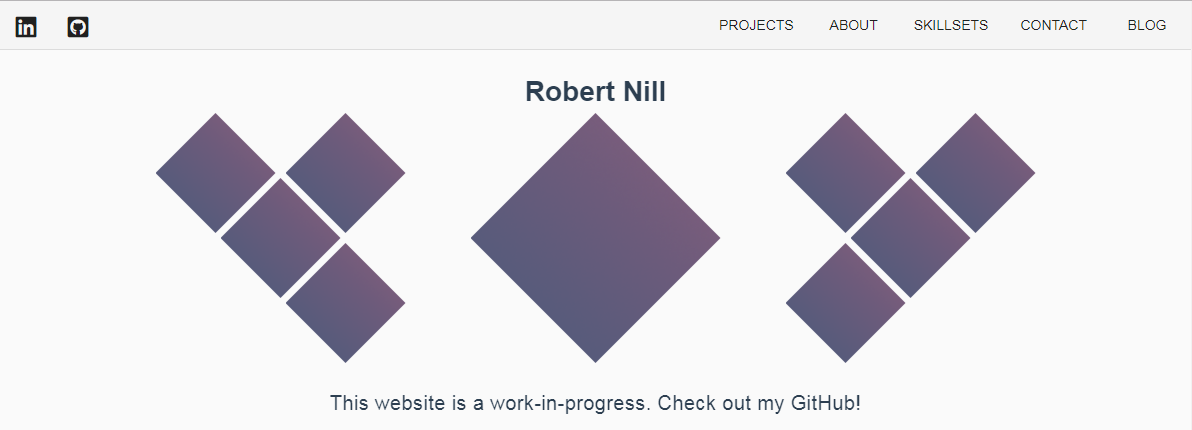 in
PROJECTS ABOUT SKILLSETS CONTACT BLOG
Robert Nill
This website is a work-in-progress. Check out my GitHub!